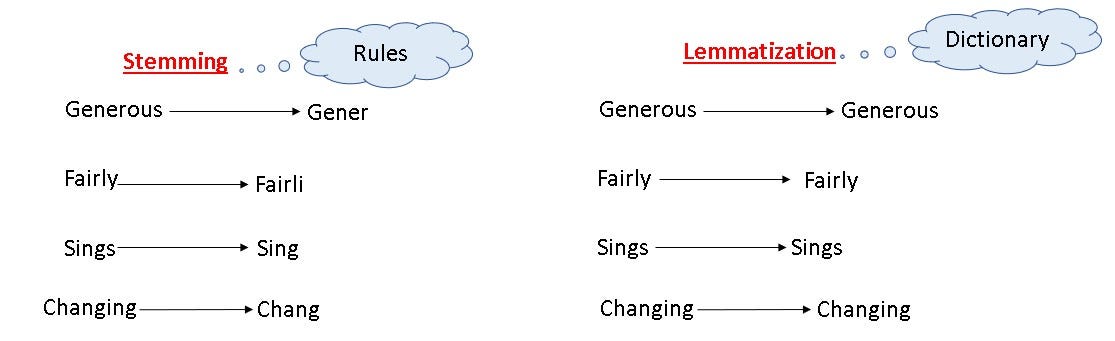 Stemming
Rules
Generous Gener
Fairly Fairli
Sings Sing
Changing Chang
Lemmatization
Dictionary
Generous Generous
Fairly Fairly
Sings Sings
Changing Changing